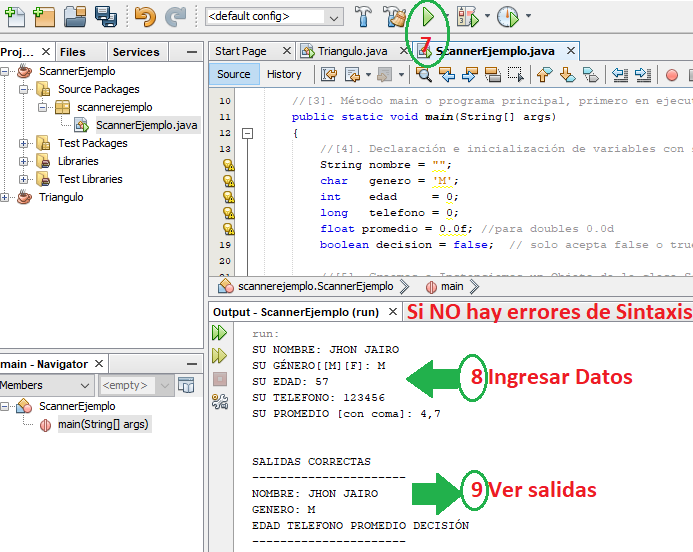 <default config>
7
Proj... Files Services
ScannerEjemplo
Source Packages
scannerejemplo
ScannerEjemplo.java
Test Packages
Libraries
Test Libraries
Triangulo
Start Page Triangulo.java ScannerEjemplo.java
Source History
10 //[3]. Método main o programa principal, primero en ejecut
11 public static void main(String[] args)
12 {
13 //[4]. Declaración e inicialización de variables con s
String nombre = "";
char genero = 'M';
int edad = 0;
long telefono = 0;
float promedio = 0.0f; //para doubles 0.0d
19 boolean decision = false; // solo acepta false o true
20
scannerejemplo.ScannerEjemplo main
main - Navigator
Members <empty>
ScannerEjemplo
main(String[] args)
Output - ScannerEjemplo (run)
Si NO hay errores de Sintaxis
run:
SU NOMBRE: JHON JAIRO
SU GÉNERO[[M][F]: M
SU EDAD: 57
SU TELEFONO: 123456
SU PROMEDIO [con coma]: 4,7
8 Ingresar Datos
SALIDAS CORRECTAS
----------------------
NOMBRE: JHON JAIRO
GENERO: M
EDAD TELEFONO PROMEDIO DECISIÓN
----------------------
9 Ver salidas